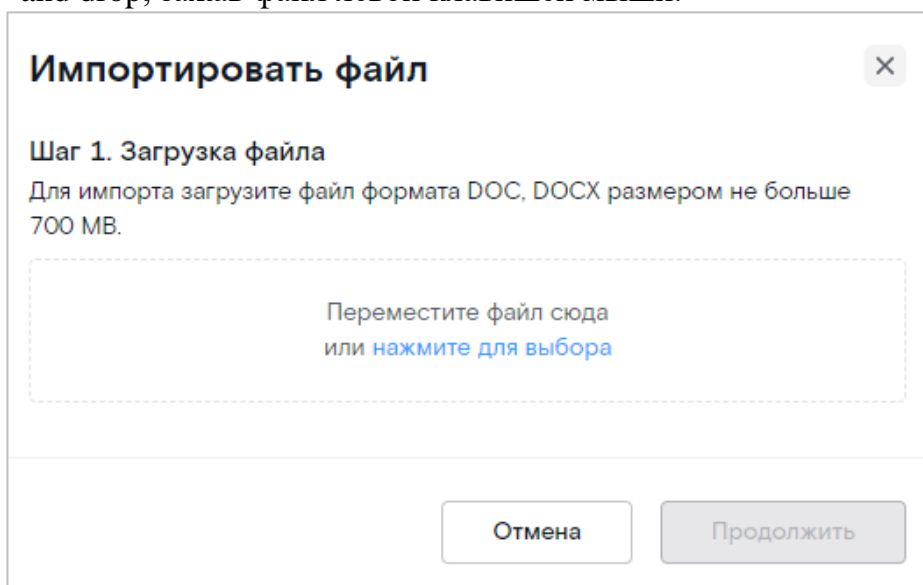 Импортировать файл
Шаг 1. Загрузка файла
Для импорта загрузите файл формата DOC, DOCX размером не больше
700 MB.
Переместите файл сюда
или нажмите для выбора
Отмена
Продолжить